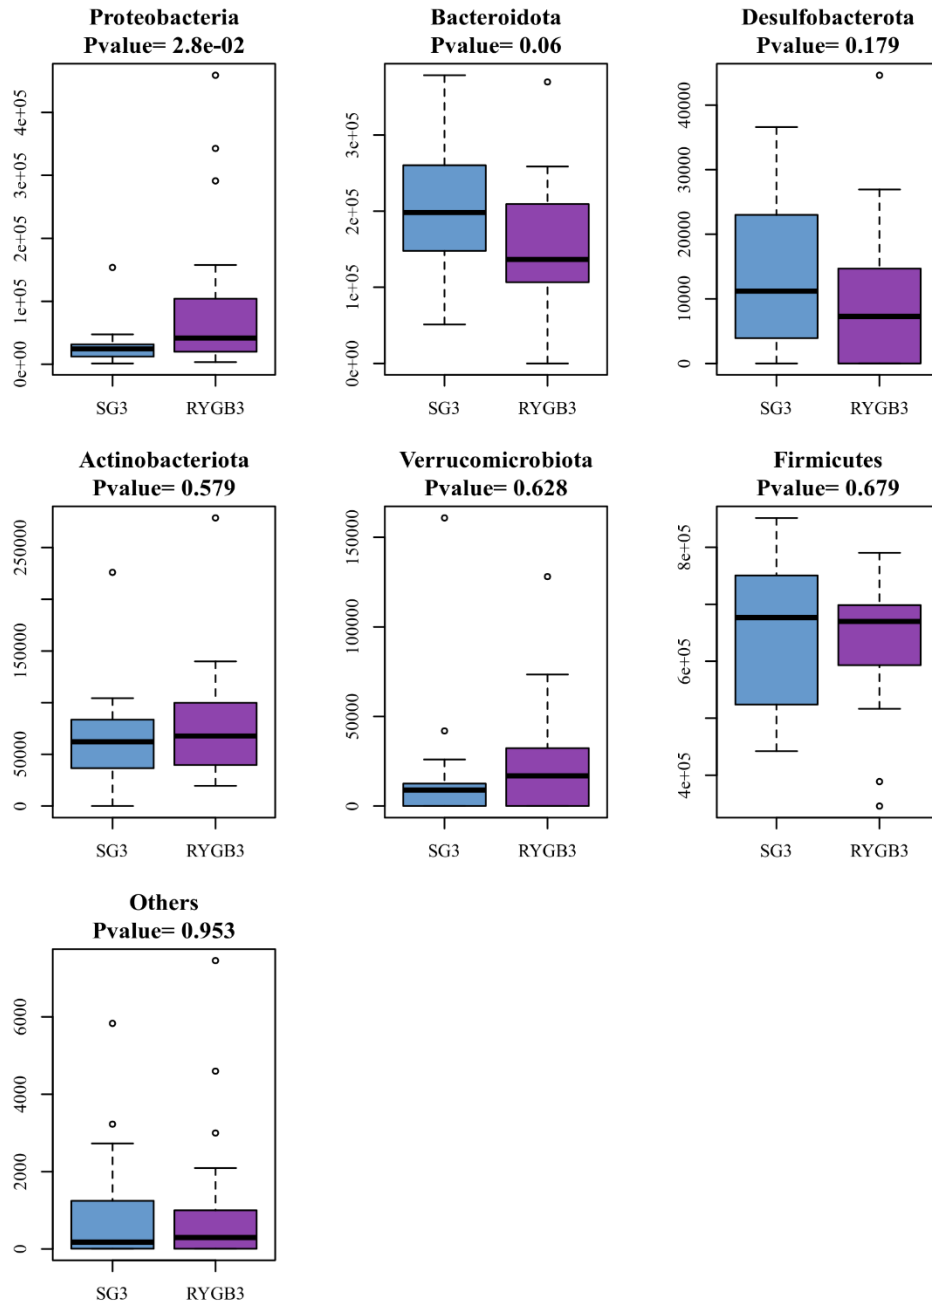 Proteobacteria
Pvalue= 2.8e-02
4e+05
3e+05
2e+05
1e+05
0e+00
SG3 RYGB3
Bacteroidota
Pvalue= 0.06
3e+05
2e+05
1e+05
0e+00
SG3 RYGB3
Desulfobacterota
Pvalue= 0.179
40000
30000
20000
10000
0
SG3 RYGB3
Actinobacteriota
Pvalue= 0.579
250000
150000
50000
0
SG3 RYGB3
Verrucomicrobiota
Pvalue= 0.628
150000
100000
50000
0
SG3 RYGB3
Firmicutes
Pvalue= 0.679
8e+05
6e+05
4e+05
SG3 RYGB3
Others
Pvalue= 0.953
6000
4000
2000
0
SG3 RYGB3